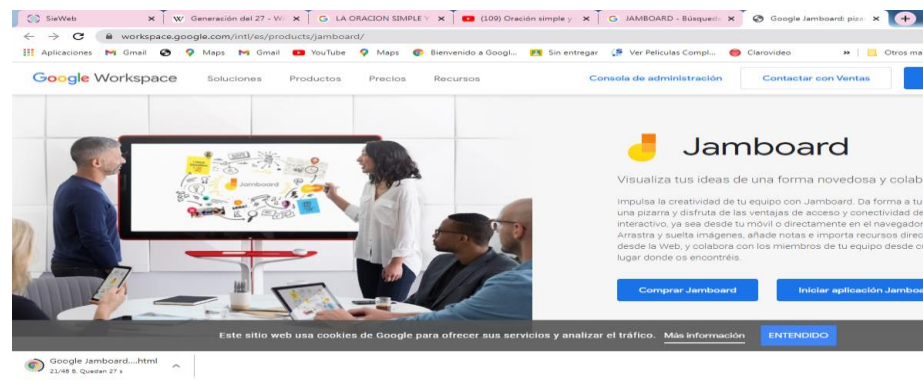 SieWeb
Generación del 27 - Wi
LA ORACION SIMPLE Y
(109) Oración simple y
JAMBOARD - Búsqued
Google Jamboard: piza
workspace.google.com/intl/es/products/jamboard/
Aplicaciones Gmail Maps Gmail YouTube Maps Bienvenido a Googl... Sin entregar Ver Peliculas Compl... Clarovideo » Otros ma
Google Workspace Soluciones Productos Precios Recursos Consola de administración Contactar con Ventas
Jamboard
Jamboard
Visualiza tus ideas de una forma novedosa y colab
Impulsa la creatividad de tu equipo con Jamboard. Da forma a tu
una pizarra y disfruta de las ventajas de acceso y conectividad de
interactivo, ya sea desde tu móvil o directamente en el navegador
Arrastra y suelta imágenes, añade notas e importa recursos direc
desde la Web, y colabora con los miembros de tu equipo desde c
lugar donde os encontréis.
Comprar Jamboard Iniciar aplicación Jamboa
Este sitio web usa cookies de Google para ofrecer sus servicios y analizar el tráfico. Más información ENTENDIDO
Google Jamboard....html
21/48 B, Quedan 27 s